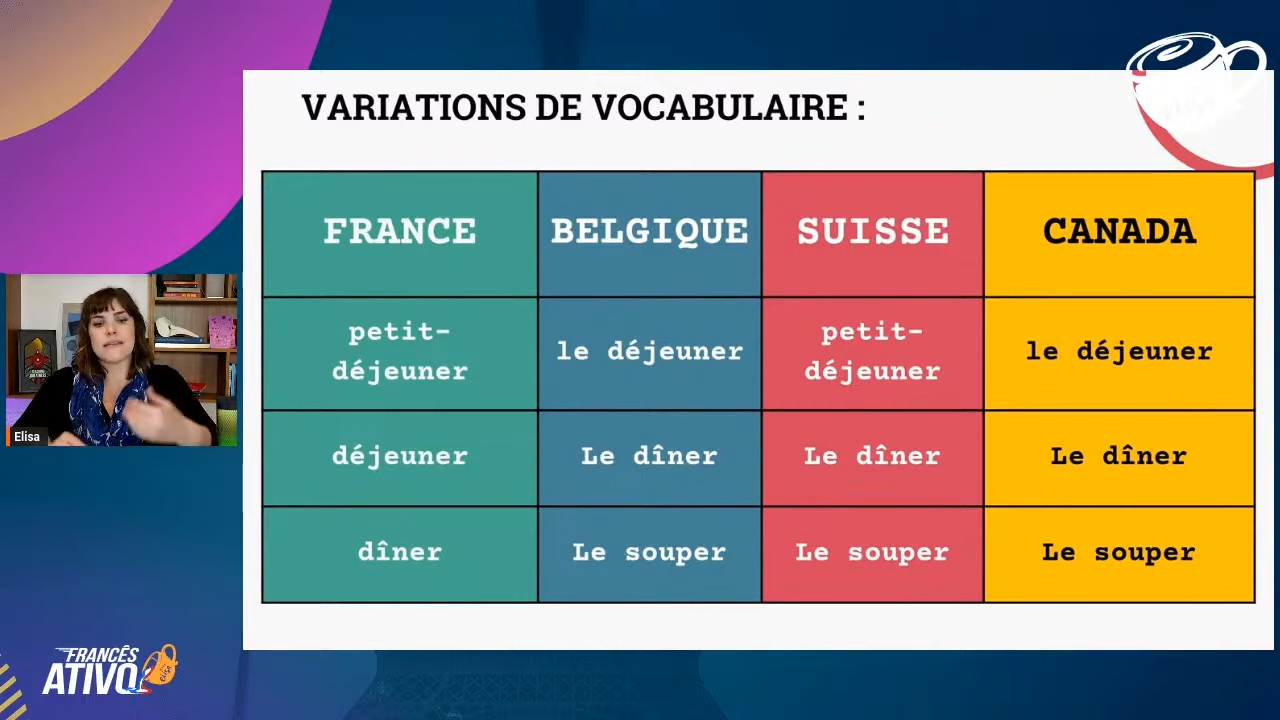 VARIATIONS DE VOCABULAIRE :
FRANCE BELGIQUE SUISSE CANADA
petit-déjeuner le déjeuner petit-déjeuner le déjeuner
déjeuner Le dîner Le dîner Le dîner
dîner Le souper Le souper Le souper
Elisa
FRANCÊS
ATIVO